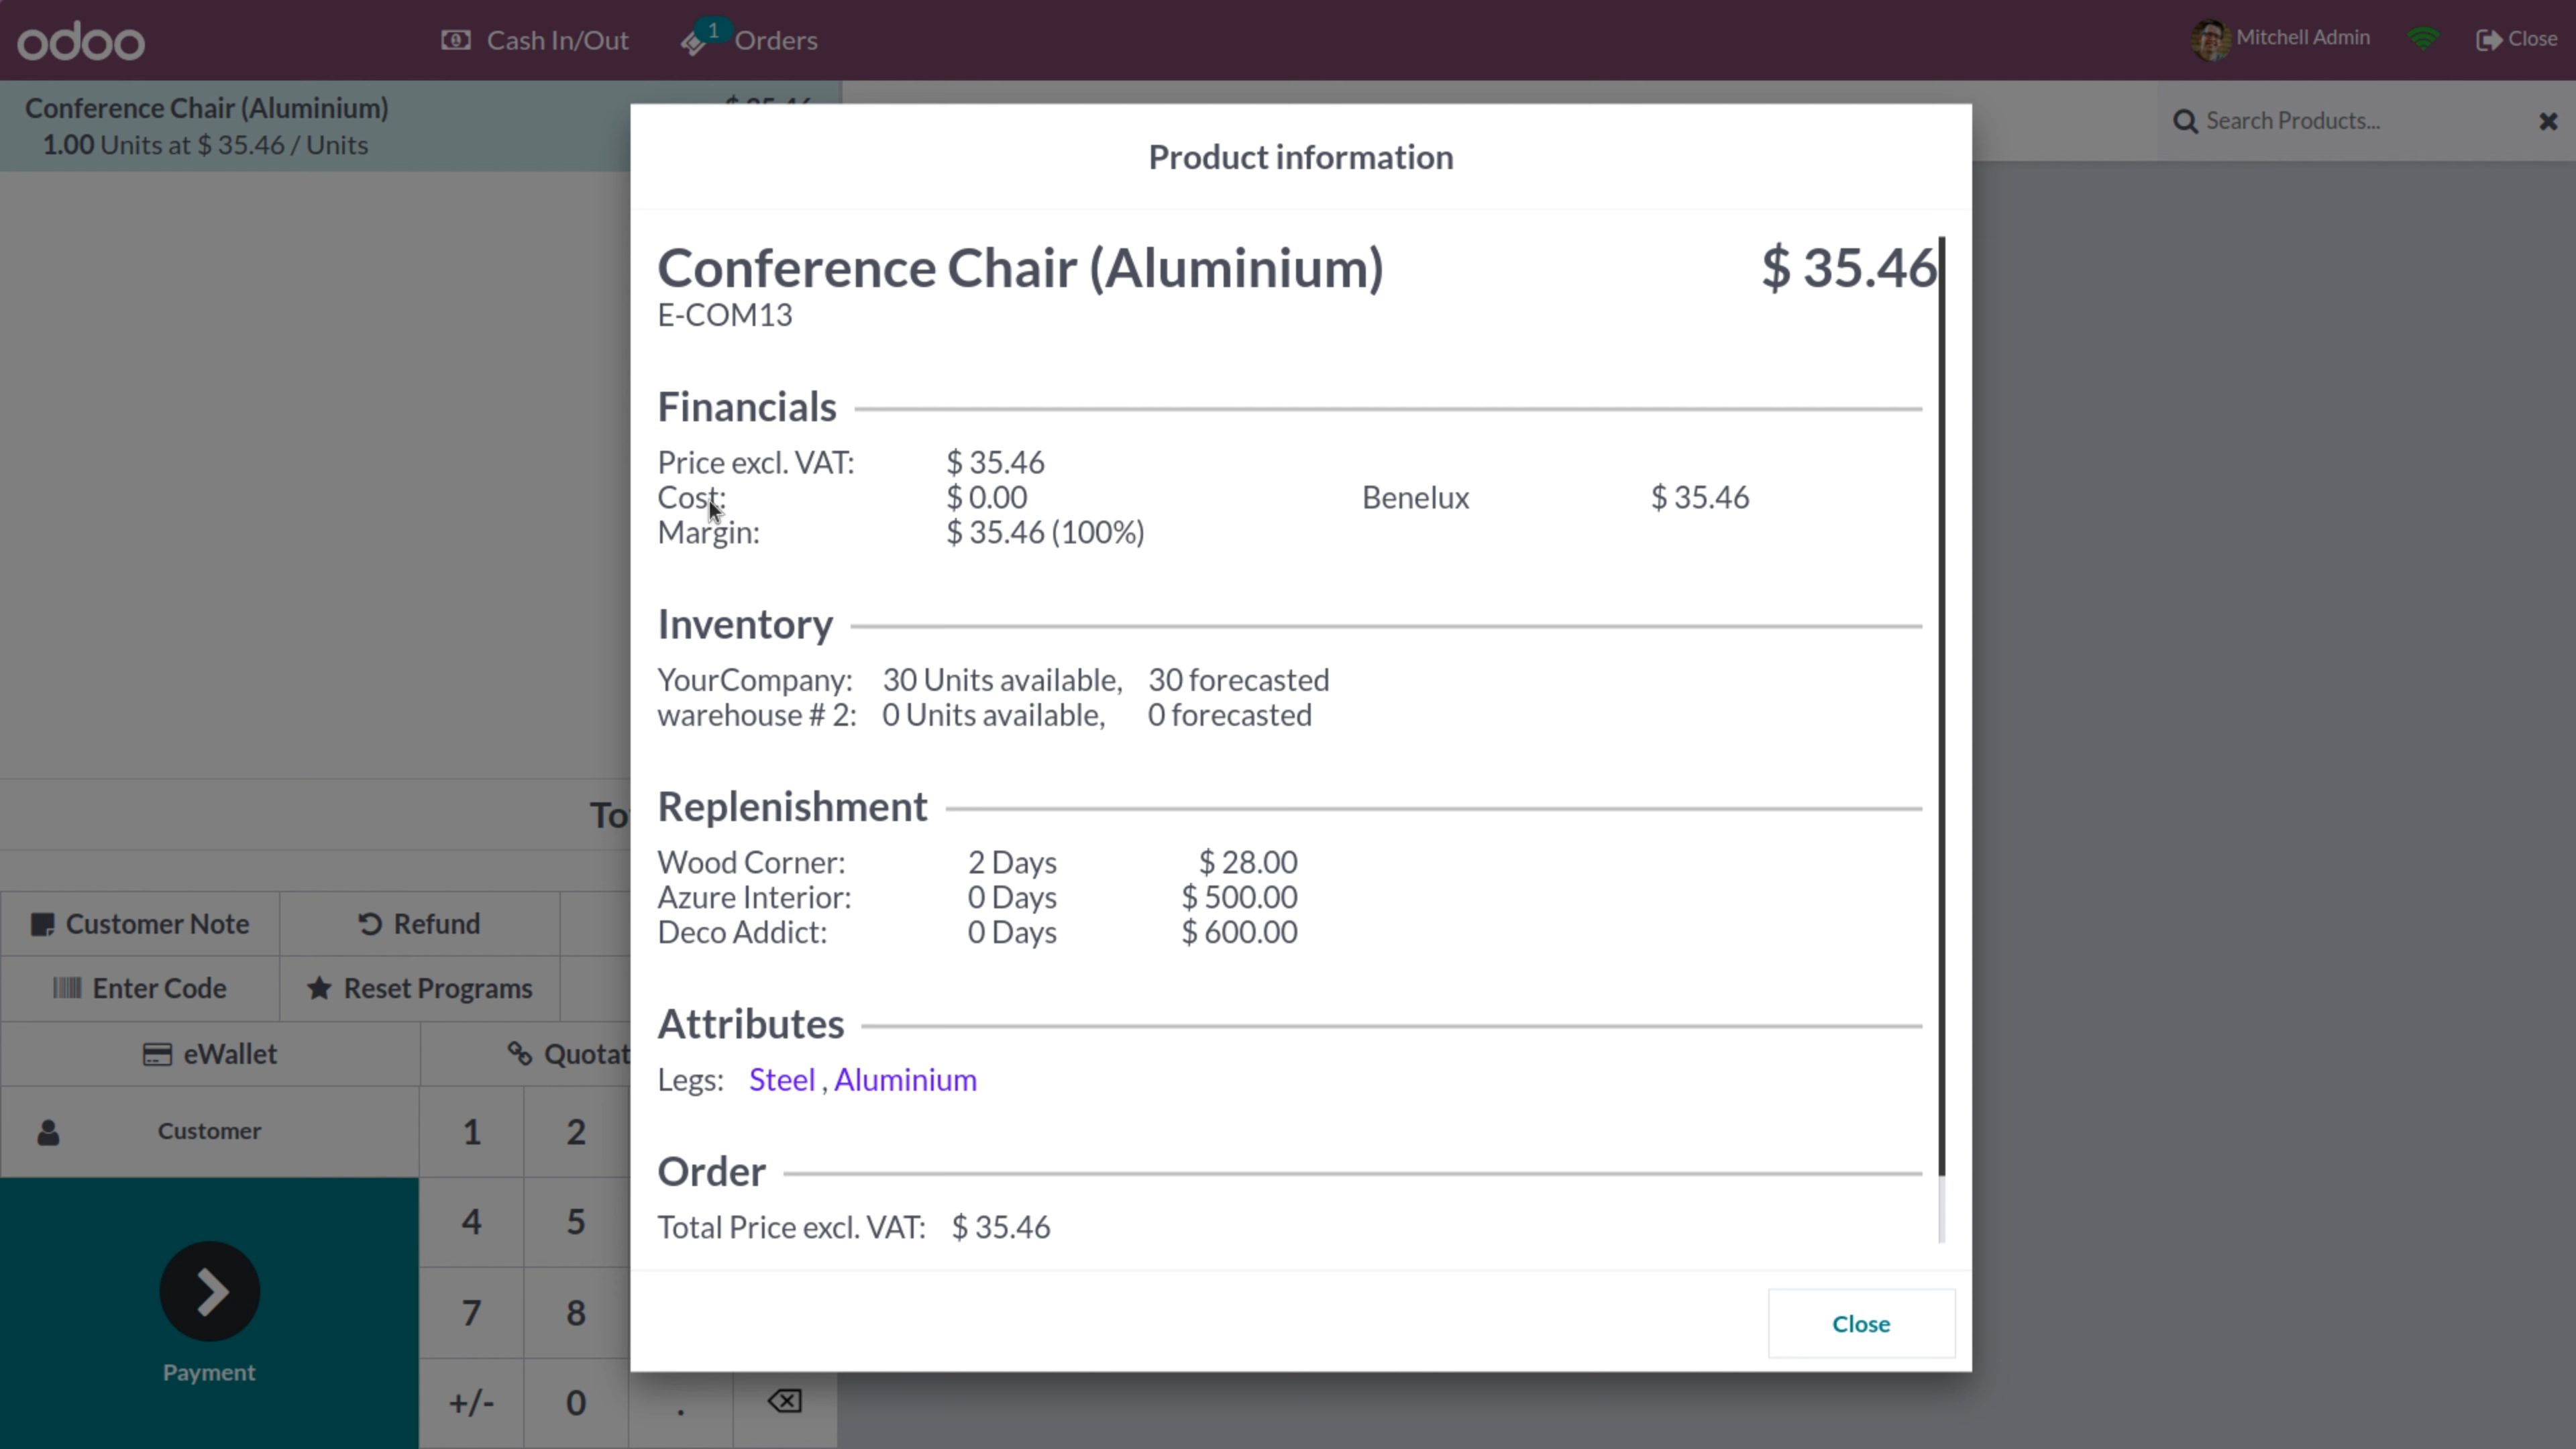 odoo
Cash In/Out
1
Orders
Mitchell Admin
Close
Conference Chair (Aluminium)
1.00 Units at $ 35.46 / Units
Search Products...
Product information
Conference Chair (Aluminium) $ 35.46
E-COM13
Financials
Price excl. VAT: $ 35.46
Cost: $ 0.00 Benelux $ 35.46
Margin: $ 35.46 (100%)
Inventory
YourCompany: 30 Units available, 30 forecasted
warehouse # 2: 0 Units available, 0 forecasted
Replenishment
Wood Corner: 2 Days $ 28.00
Azure Interior: 0 Days $ 500.00
Deco Addict: 0 Days $ 600.00
Attributes
Legs: Steel , Aluminium
Order
Total Price excl. VAT: $ 35.46
Close
Customer Note
Refund
Enter Code
Reset Programs
eWallet
Customer
Payment
1 2
4 5
7 8
+/- 0 .